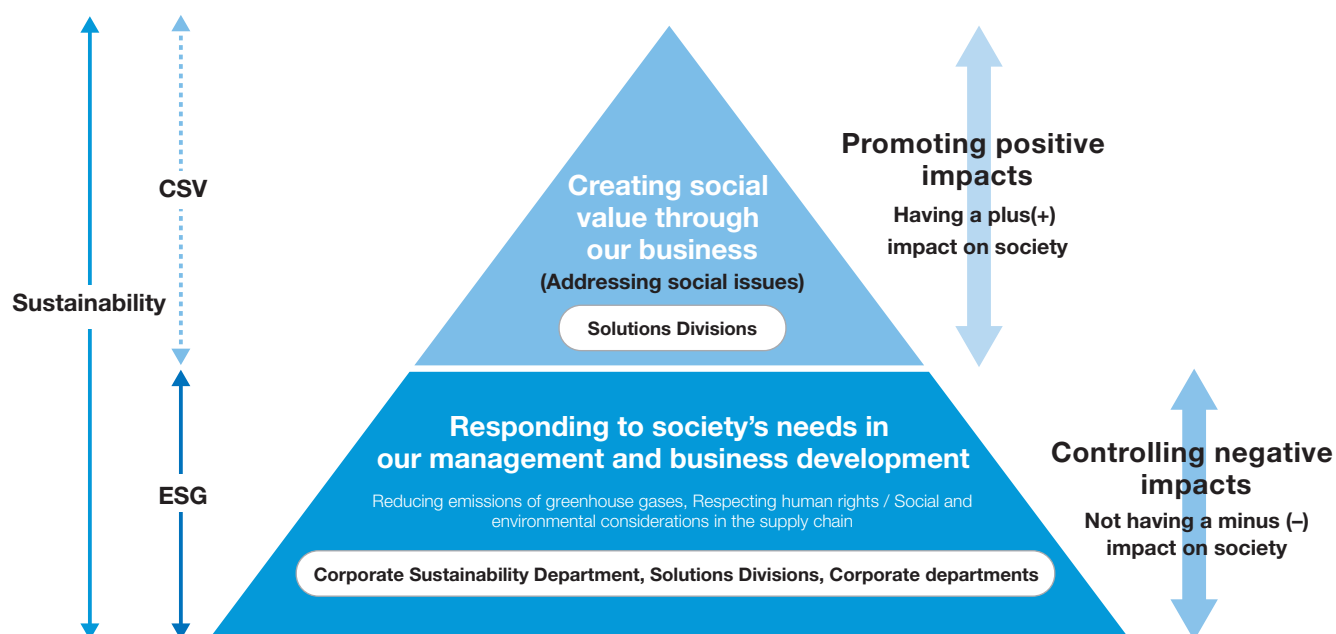 Sustainability
CSV
ESG
Creating social
value through
our business
(Addressing social issues)
Solutions Divisions
Promoting positive
impacts
Having a plus(+)
impact on society
Responding to society’s needs in
our management and business development
Reducing emissions of greenhouse gases, Respecting human rights / Social and
environmental considerations in the supply chain
Corporate Sustainability Department, Solutions Divisions, Corporate departments
Controlling negative
impacts
Not having a minus (–)
impact on society